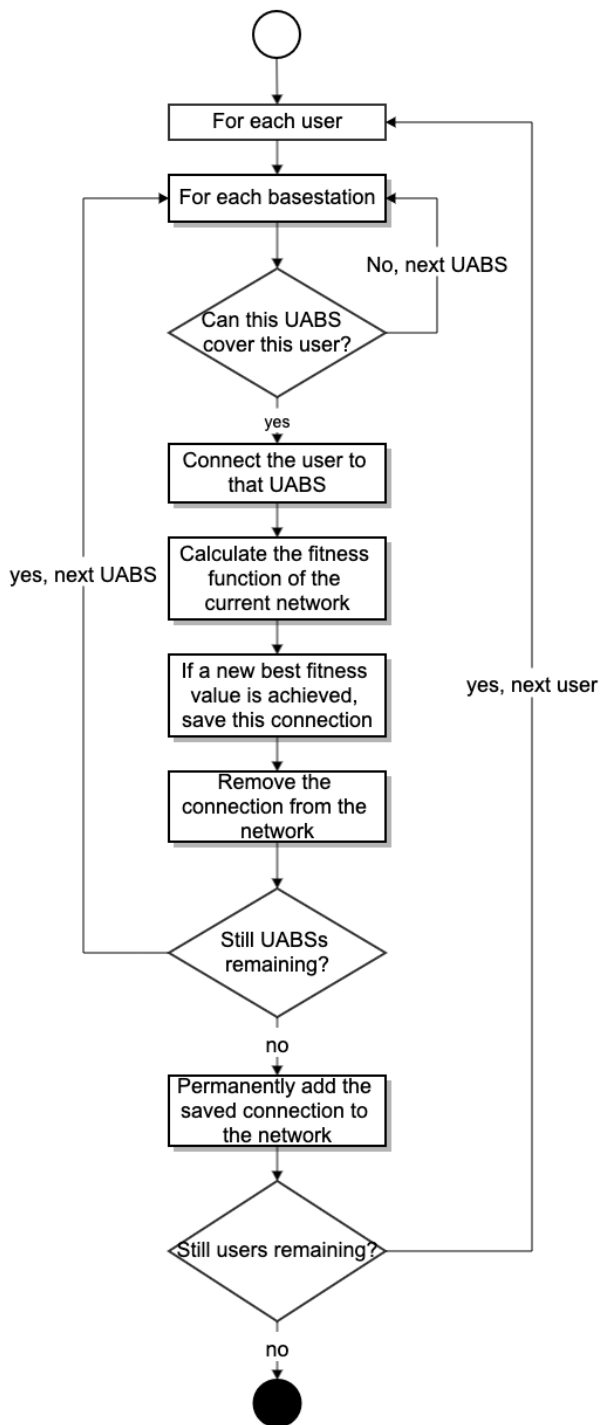 For each user
For each basestation
No, next UABS
Can this UABS
cover this user?
yes
Connect the user to
that UABS
Calculate the fitness
function of the
current network
yes, next UABS
If a new best fitness
value is achieved,
save this connection
yes, next user
Remove the
connection from the
network
Still UABSs
remaining?
no
Permanently add the
saved connection to
the network
Still users remaining?
no